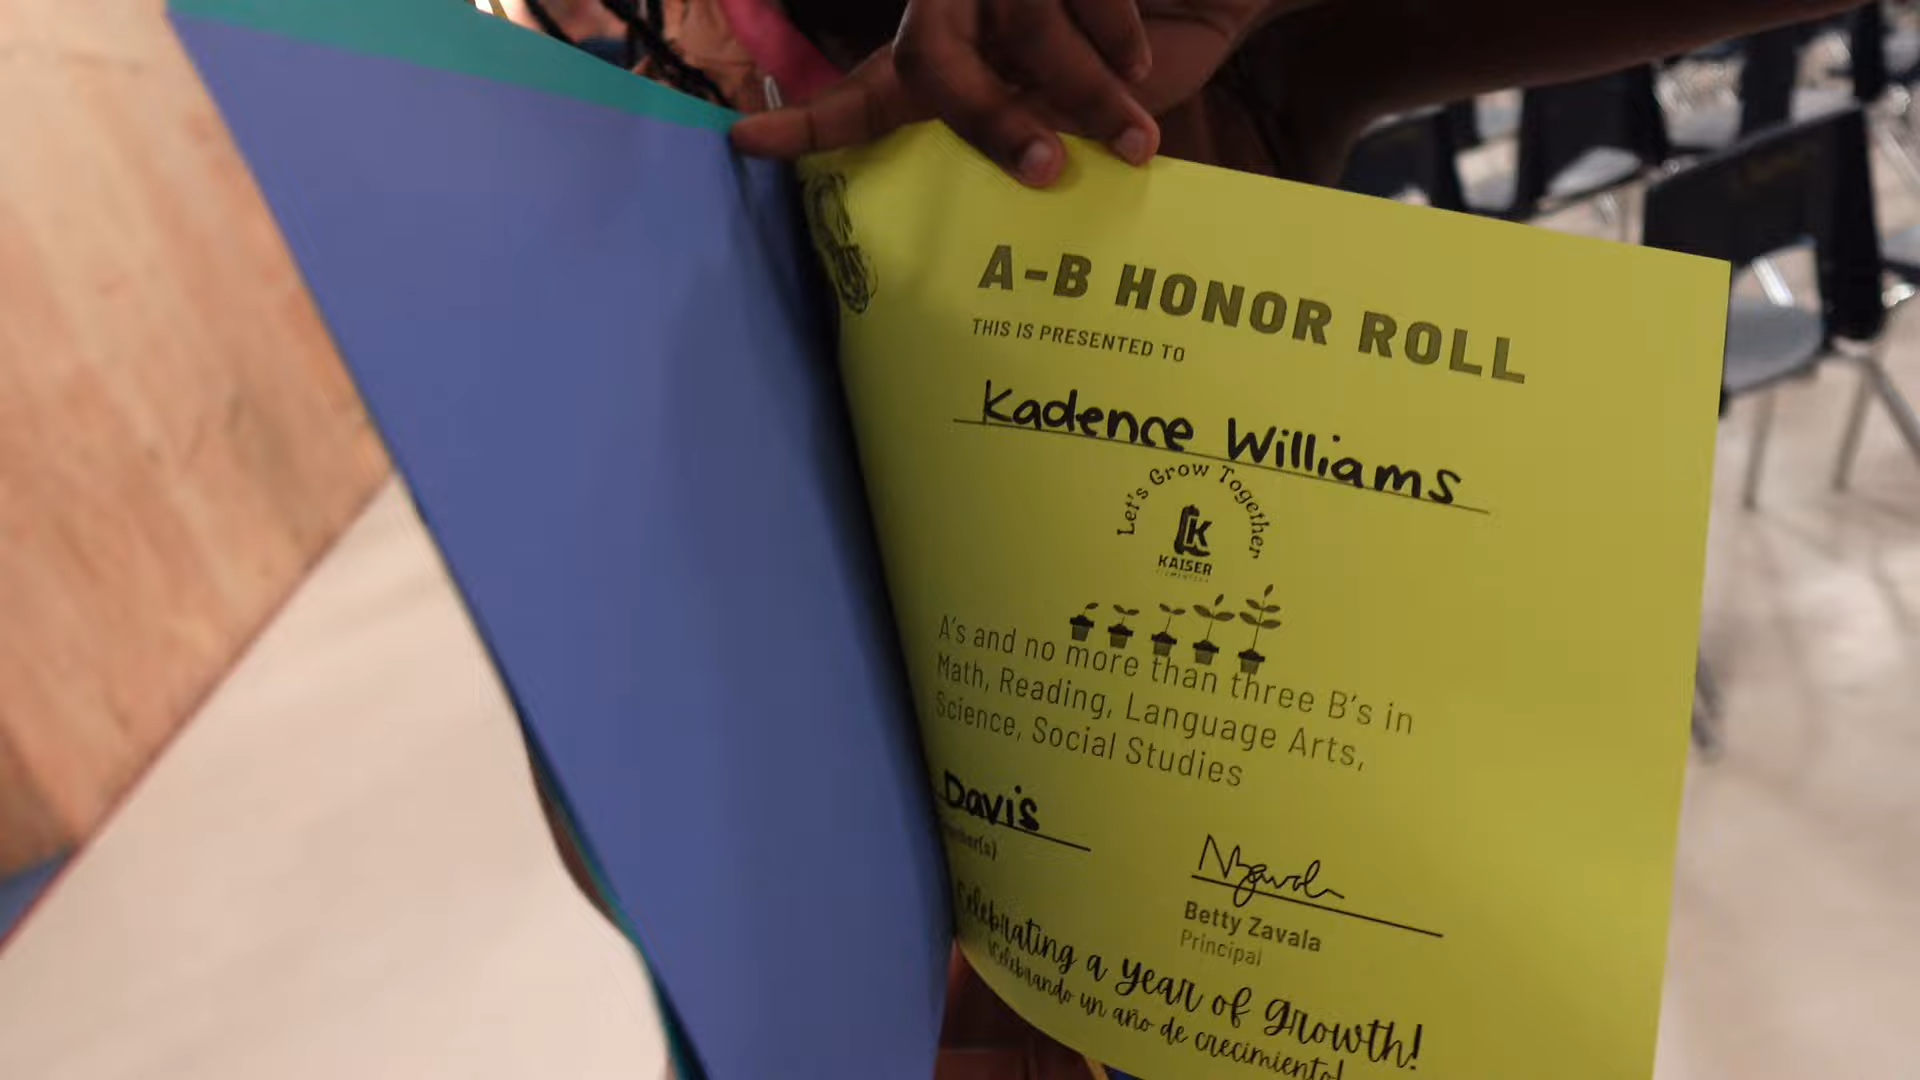 A-B HONOR ROLL
THIS IS PRESENTED TO
Kadence Williams
Let's Grow Together
K
KAISER
A's and no more than three B's in
Math, Reading, Language Arts,
Science, Social Studies
Davis
Betty Zavala
Principal
Celebrating a year of Growth!
¡Celebrando un año de crecimiento!